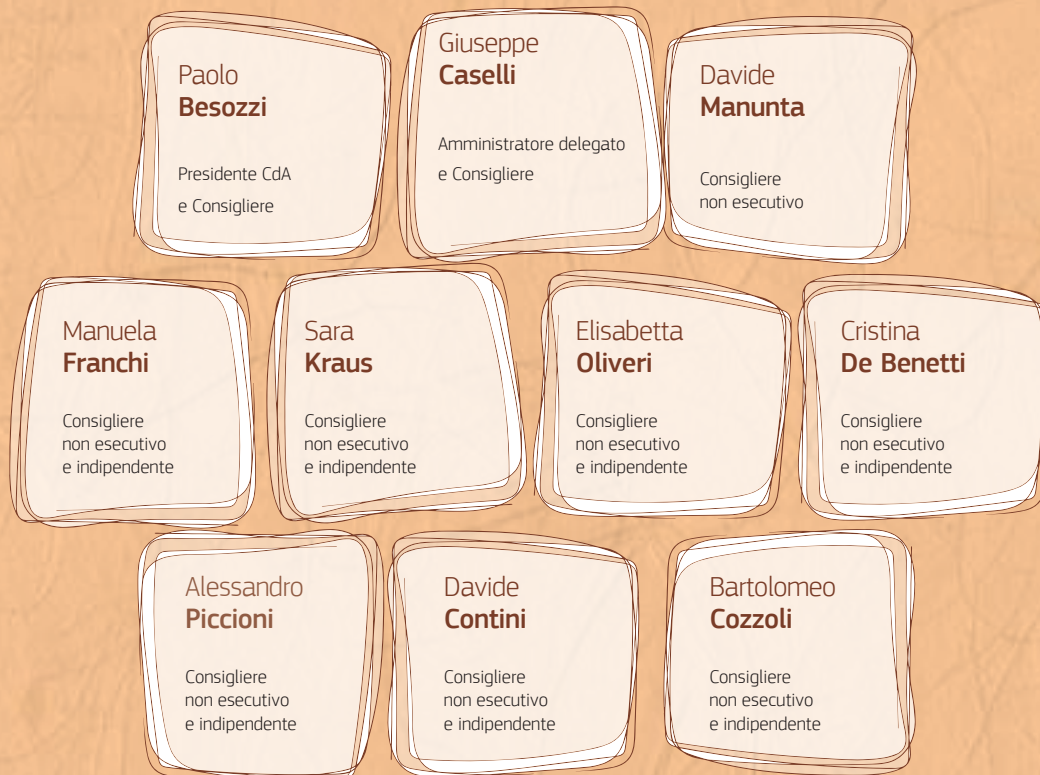 Paolo
Besozzi
Presidente CdA
e Consigliere
Giuseppe
Caselli
Amministratore delegato
e Consigliere
Davide
Manunta
Consigliere
non esecutivo
Manuela
Franchi
Consigliere
non esecutivo
e indipendente
Sara
Kraus
Consigliere
non esecutivo
e indipendente
Elisabetta
Oliveri
Consigliere
non esecutivo
e indipendente
Cristina
De Benetti
Consigliere
non esecutivo
e indipendente
Alessandro
Piccioni
Consigliere
non esecutivo
e indipendente
Davide
Contini
Consigliere
non esecutivo
e indipendente
Bartolomeo
Cozzoli
Consigliere
non esecutivo
e indipendente